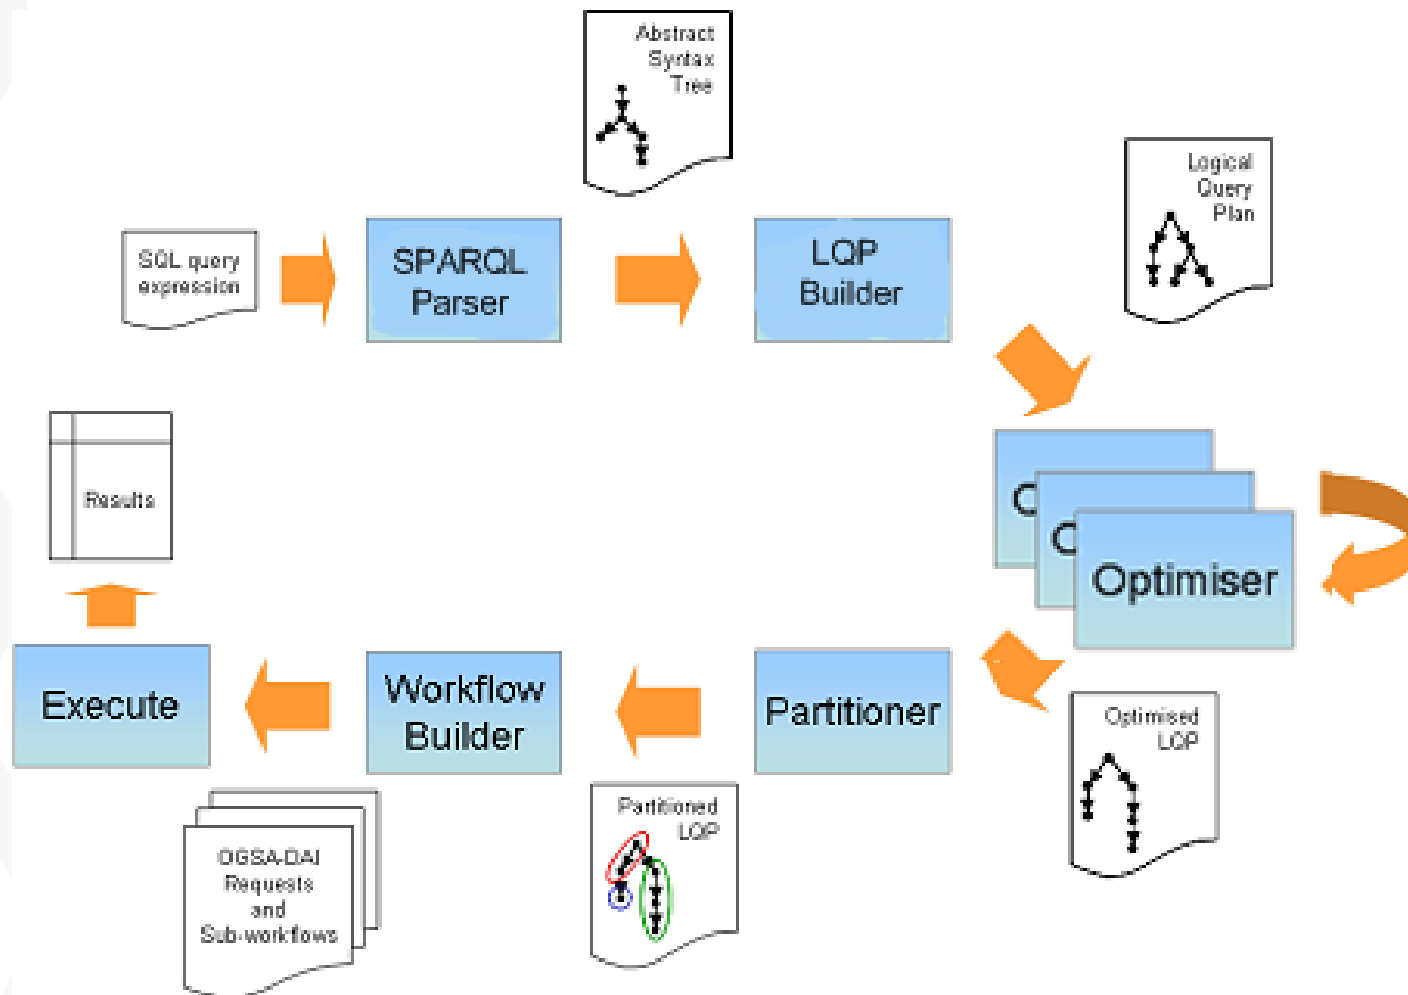 Abstract
Syntax
Tree
Logical
Query
Plan
SQL query
expression
SPARQL
Parser
LQP
Builder
Results
O
O
Optimiser
Execute
Workflow
Builder
Partitioner
Optimised
LQP
Partitioned
LQP
OGSA-DAI
Requests
and
Sub-workflows